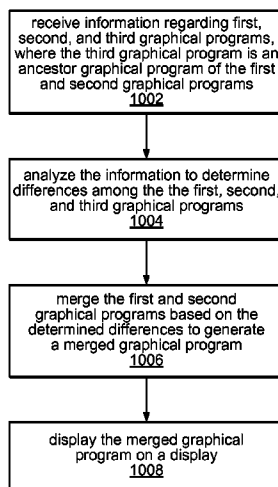 receive information regarding first,
second, and third graphical programs,
where the third graphical program is an
ancestor graphical program of the first
and second graphical programs
1002
analyze the information to determine
differences among the the first, second,
and third graphical programs
1004
merge the first and second
graphical programs based on the
determined differences to generate
a merged graphical program
1006
display the merged graphical
program on a display
1008